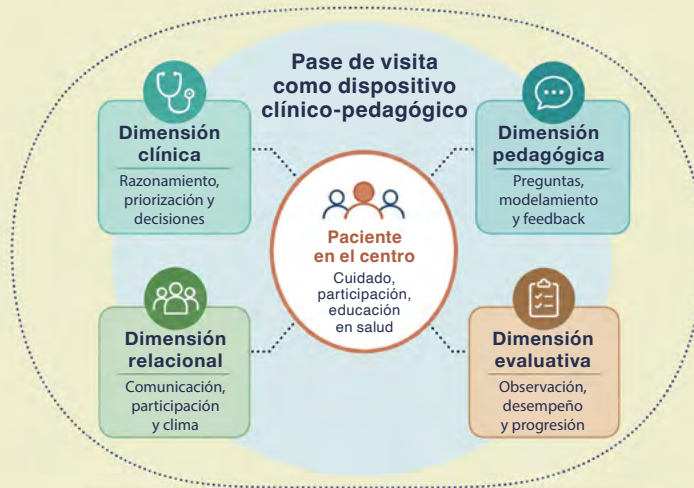 Pase de visita
como dispositivo
clínico-pedagógico
Dimensión
clínica
Razonamiento,
priorización y
decisiones
Dimensión
pedagógica
Preguntas,
modelamiento
y feedback
Paciente
en el centro
Cuidado,
participación,
educación
en salud
Dimensión
relacional
Comunicación,
participación
y clima
Dimensión
evaluativa
Observación,
desempeño
y progresión